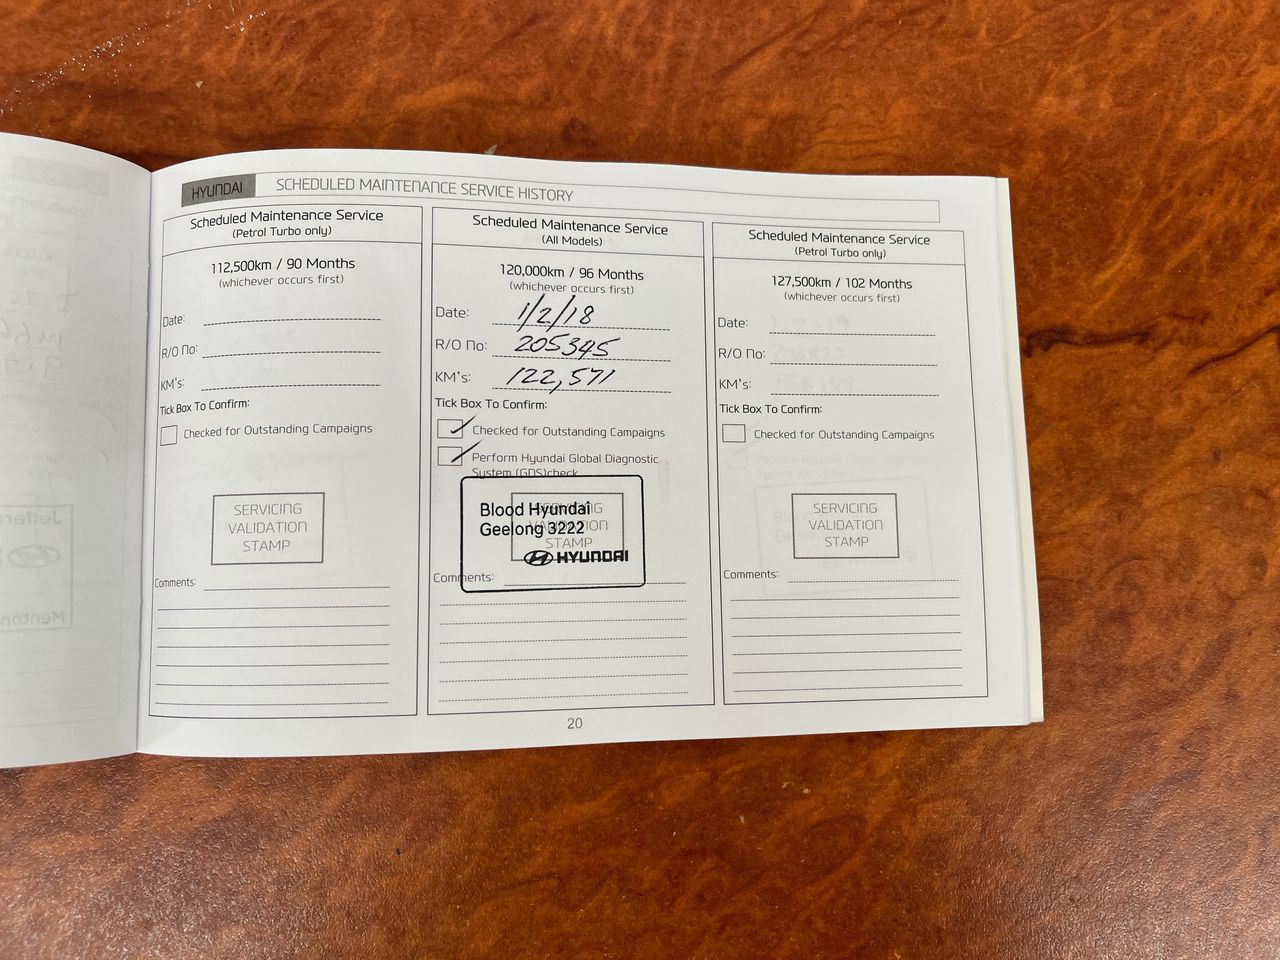 HYUNDAI SCHEDULED MAINTENANCE SERVICE HISTORY
Scheduled Maintenance Service
(Petrol Turbo only)
112,500km / 90 Months
(whichever occurs first)
Date:
R/O No:
KM's:
Tick Box To Confirm:
Checked for Outstanding Campaigns
SERVICING
VALIDATION
STAMP
Comments:
Scheduled Maintenance Service
(All Models)
120,000km / 96 Months
(whichever occurs first)
Date: 1/2/18
R/O No: 205345
KM's: 122,571
Tick Box To Confirm:
Checked for Outstanding Campaigns
Perform Hyundai Global Diagnostic
System (GDS)check
SERVICING
VALIDATION
STAMP
Blood Hyundai
Geelong 3222
HYUNDAI
Comments:
Scheduled Maintenance Service
(Petrol Turbo only)
127,500km / 102 Months
(whichever occurs first)
Date:
R/O No:
KM's:
Tick Box To Confirm:
Checked for Outstanding Campaigns
SERVICING
VALIDATION
STAMP
Comments:
20